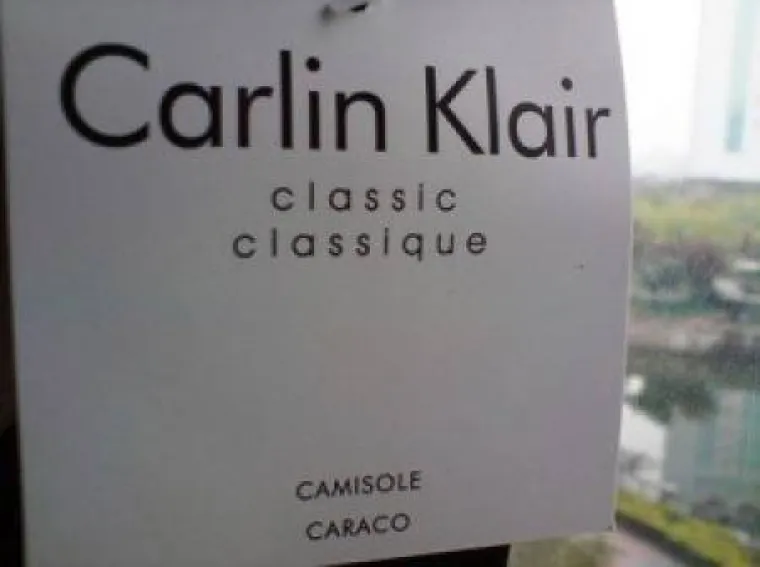 Carlin Klair
classic
classique
CAMISOLE
CARACO